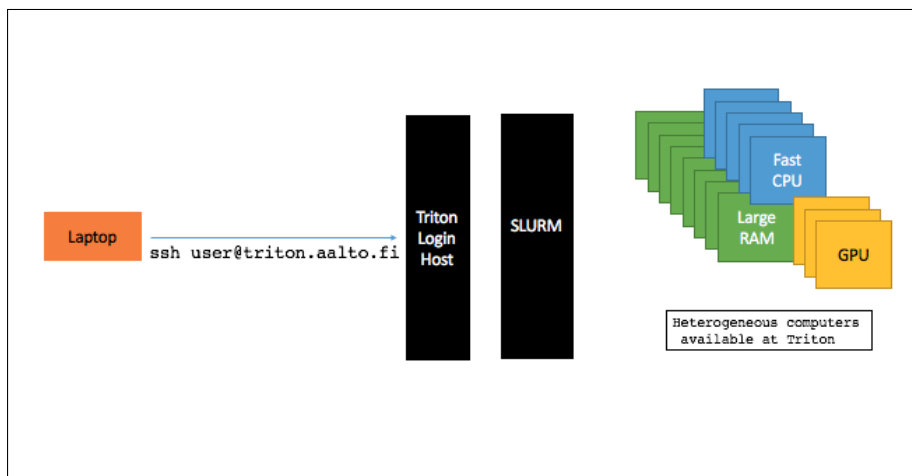 Laptop
ssh user@triton.aalto.fi
Triton
Login
Host
SLURM
Fast
CPU
Large
RAM
GPU
Heterogeneous computers
available at Triton